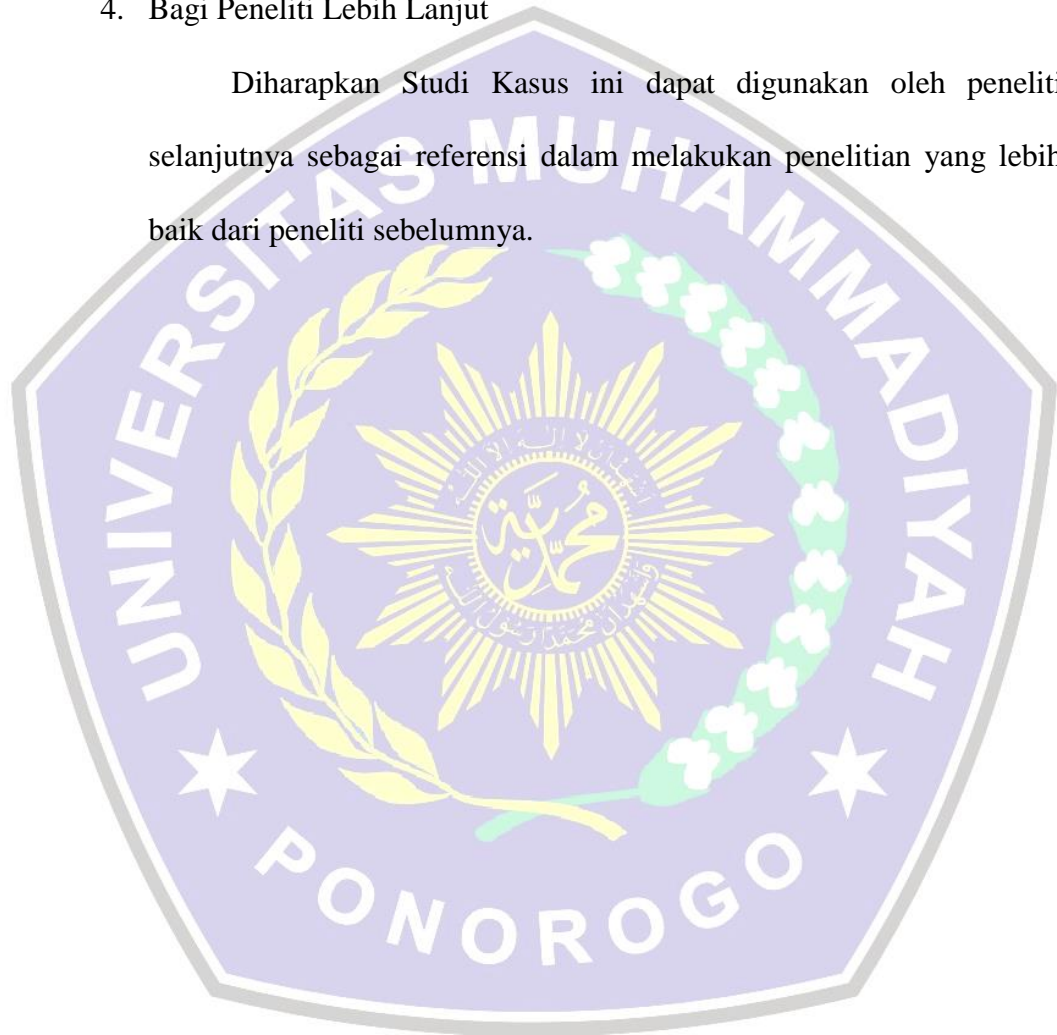 4. Bagi Peneliti Lebih Lanjut
Diharapkan Studi Kasus ini dapat digunakan oleh peneliti
selanjutnya sebagai referensi dalam melakukan penelitian yang lebih
baik dari peneliti sebelumnya.
UNIVERSITAS MUHAMMADIYAH
PONOROGO
محمدية